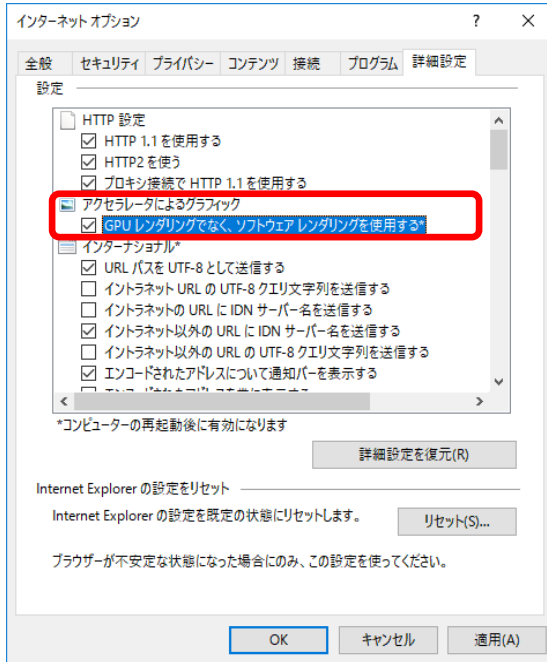 インターネット オプション
? ×
全般 セキュリティ プライバシー コンテンツ 接続 プログラム 詳細設定
設定
HTTP 設定
HTTP 1.1 を使用する
HTTP2 を使う
プロキシ接続で HTTP 1.1 を使用する
アクセラレータによるグラフィック
GPU レンダリングでなく、ソフトウェア レンダリングを使用する*
インターナショナル*
URL パスを UTF-8 として送信する
イントラネット URL の UTF-8 クエリ文字列を送信する
イントラネットの URL に IDN サーバー名を送信する
イントラネット以外の URL に IDN サーバー名を送信する
イントラネット以外の URL の UTF-8 クエリ文字列を送信する
エンコードされたアドレスについて通知バーを表示する
*コンピューターの再起動後に有効になります
詳細設定を復元(R)
Internet Explorer の設定をリセット
Internet Explorer の設定を既定の状態にリセットします。
リセット(S)...
ブラウザーが不安定な状態になった場合にのみ、この設定を使ってください。
OK キャンセル 適用(A)